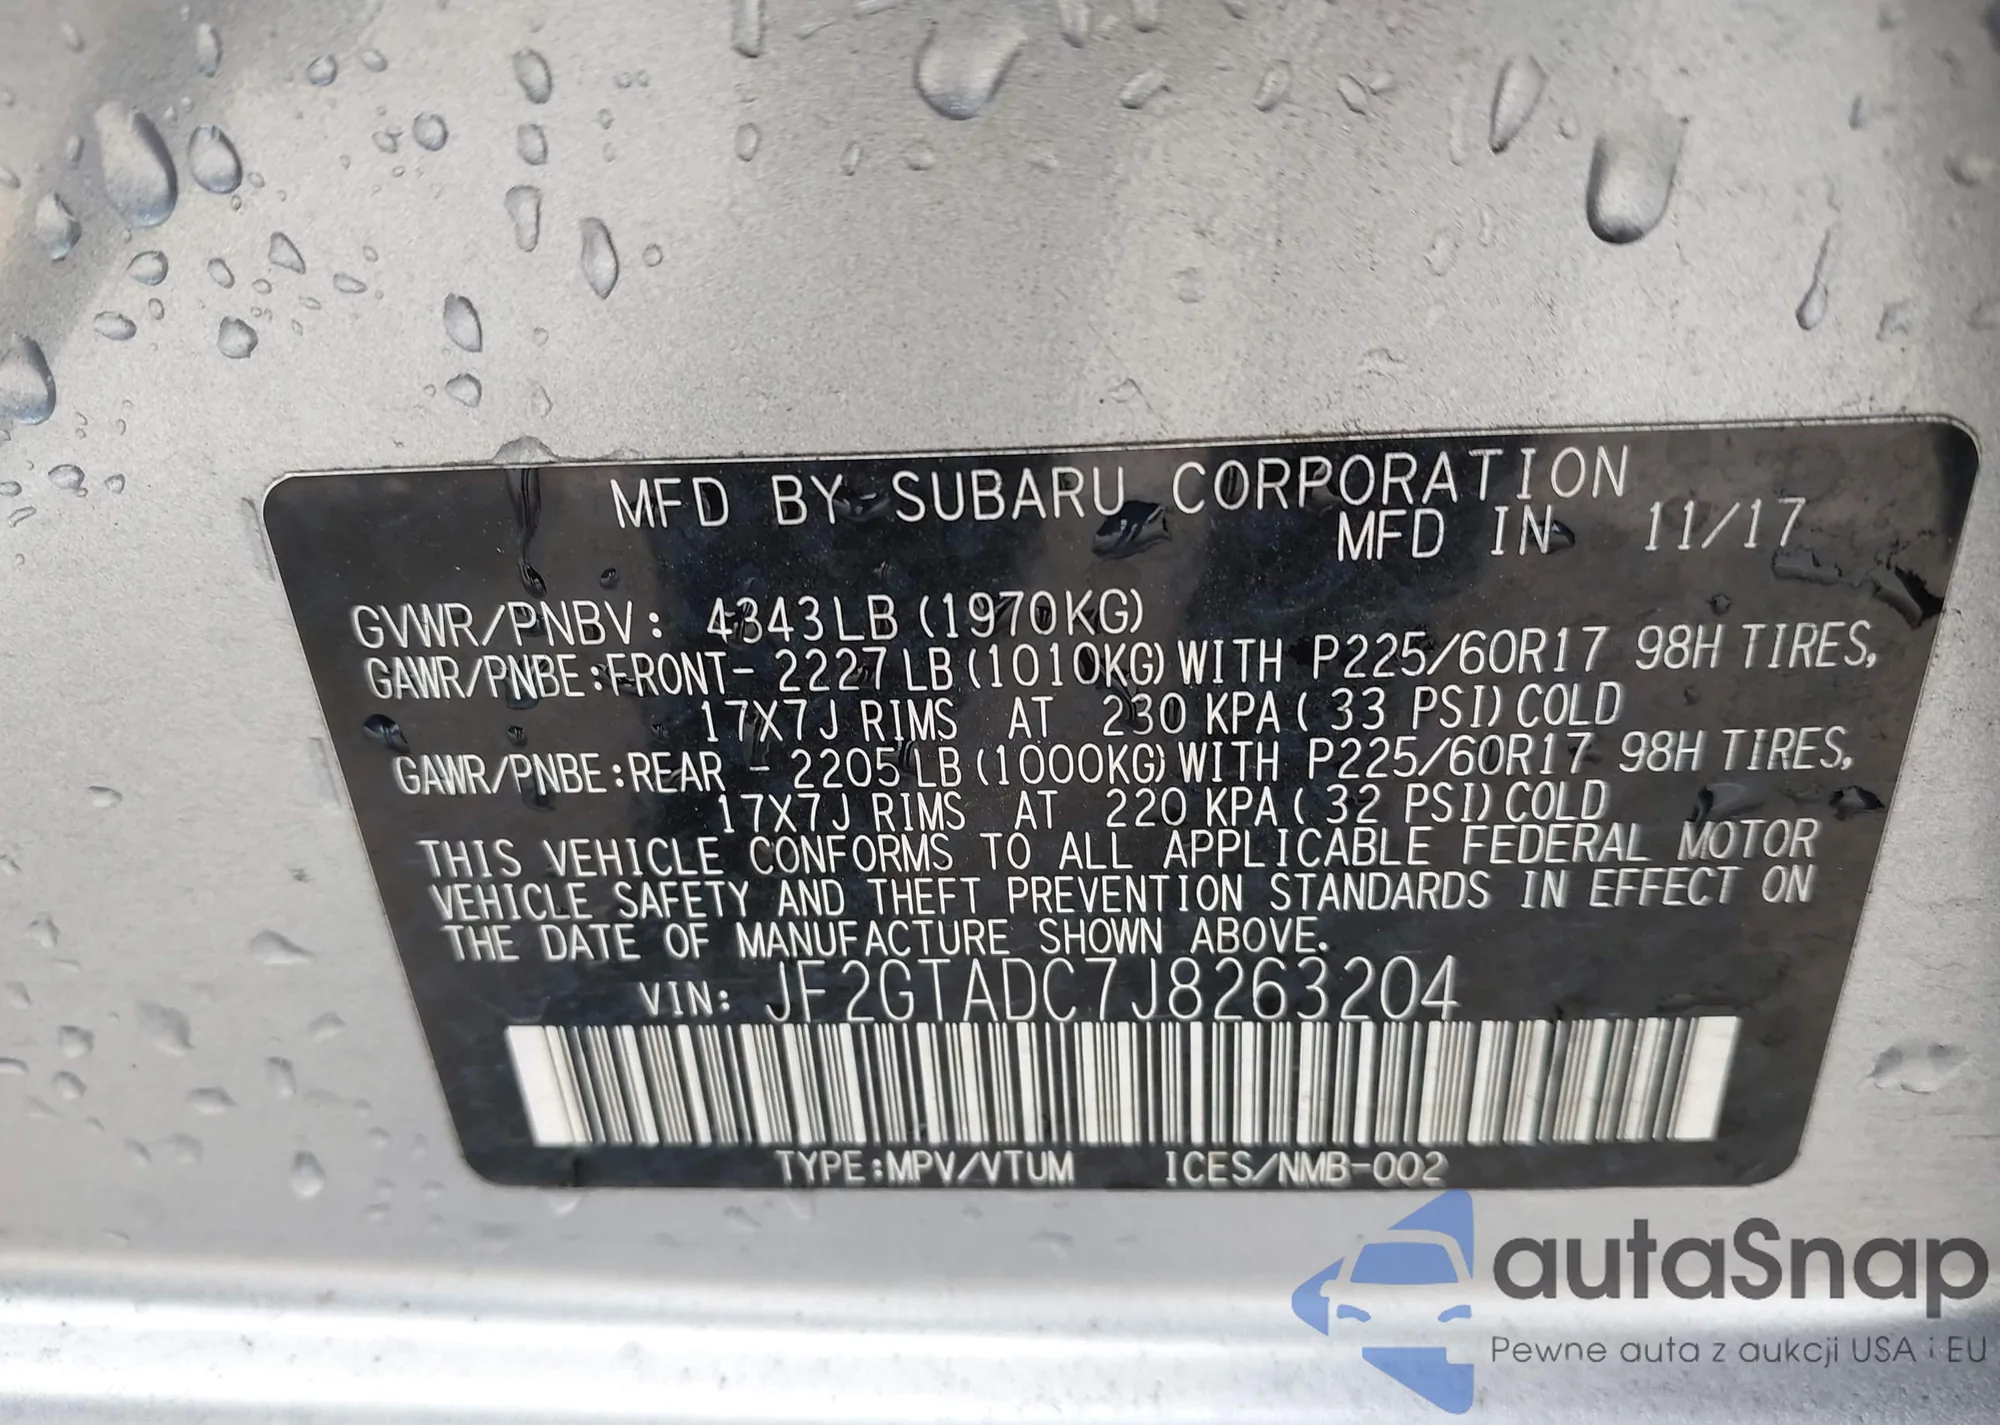 MFD BY SUBARU CORPORATION
MFD IN 11/17
GVWR/PNBV: 4343LB(1970KG)
GAWR/PNBE:FRONT- 2227LB(1010KG)WITH P225/60R17 98H TIRES,
17X7J RIMS AT 230 KPA(33 PSI)COLD
GAWR/PNBE:REAR - 2205LB(1000KG)WITH P225/60R17 98H TIRES,
17X7J RIMS AT 220 KPA(32 PSI)COLD
THIS VEHICLE CONFORMS TO ALL APPLICABLE FEDERAL MOTOR
VEHICLE SAFETY AND THEFT PREVENTION STANDARDS IN EFFECT ON
THE DATE OF MANUFACTURE SHOWN ABOVE.
VIN: JF2GTADC7J8263204
TYPE:MPV/VTUM ICES/NMB-002
autaSnap
Pewne auta z aukcji USA i EU